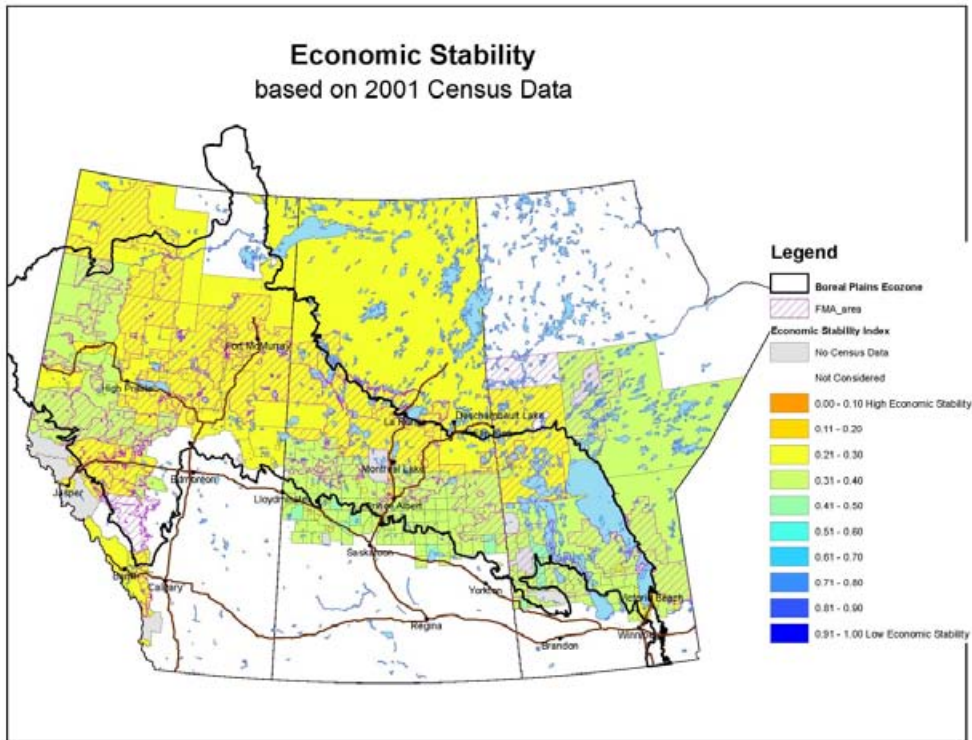 Economic Stability
based on 2001 Census Data
Legend
Boreal Plains Ecozone
FMA_area
Economic Stability Index
No Census Data
Not Considered
0.00 - 0.10 High Economic Stability
0.11 - 0.20
0.21 - 0.30
0.31 - 0.40
0.41 - 0.50
0.51 - 0.60
0.61 - 0.70
0.71 - 0.80
0.81 - 0.90
0.91 - 1.00 Low Economic Stability
Fort McMurray
High Prairie
Deschambault Lake
La Ronge
Montreal Lake
Edmonton
Jasper
Lloydminster
Prince Albert
Saskatoon
Banff
Calgary
Yorkton
Victoria Beach
Regina
Winnipeg
Brandon